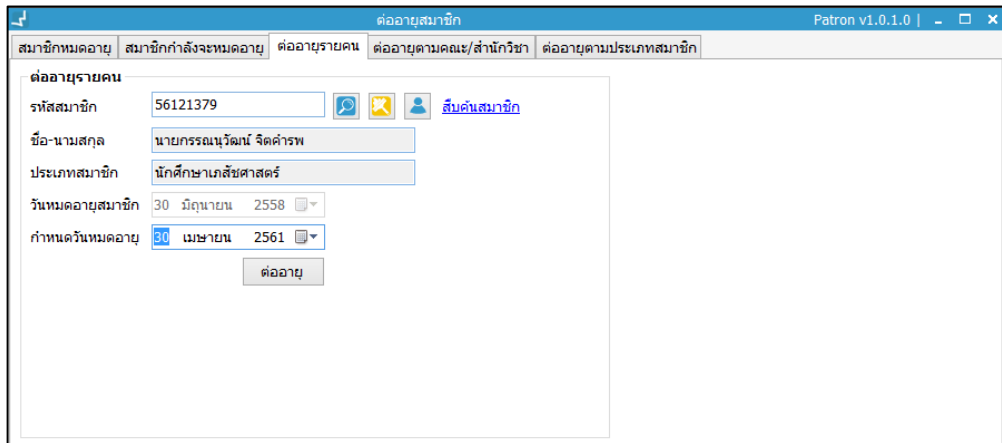 ต่ออายุสมาชิก Patron v1.0.1.0 |
สมาชิกหมดอายุ สมาชิกกำลังจะหมดอายุ ต่ออายุรายคน ต่ออายุตามคณะ/สำนักวิชา ต่ออายุตามประเภทสมาชิก
ต่ออายุรายคน
รหัสสมาชิก 56121379 สืบค้นสมาชิก
ชื่อ-นามสกุล นายกรรณนุวัฒน์ จิตคำรพ
ประเภทสมาชิก นักศึกษาเภสัชศาสตร์
วันหมดอายุสมาชิก 30 มิถุนายน 2558
กำหนดวันหมดอายุ 30 เมษายน 2561
ต่ออายุ